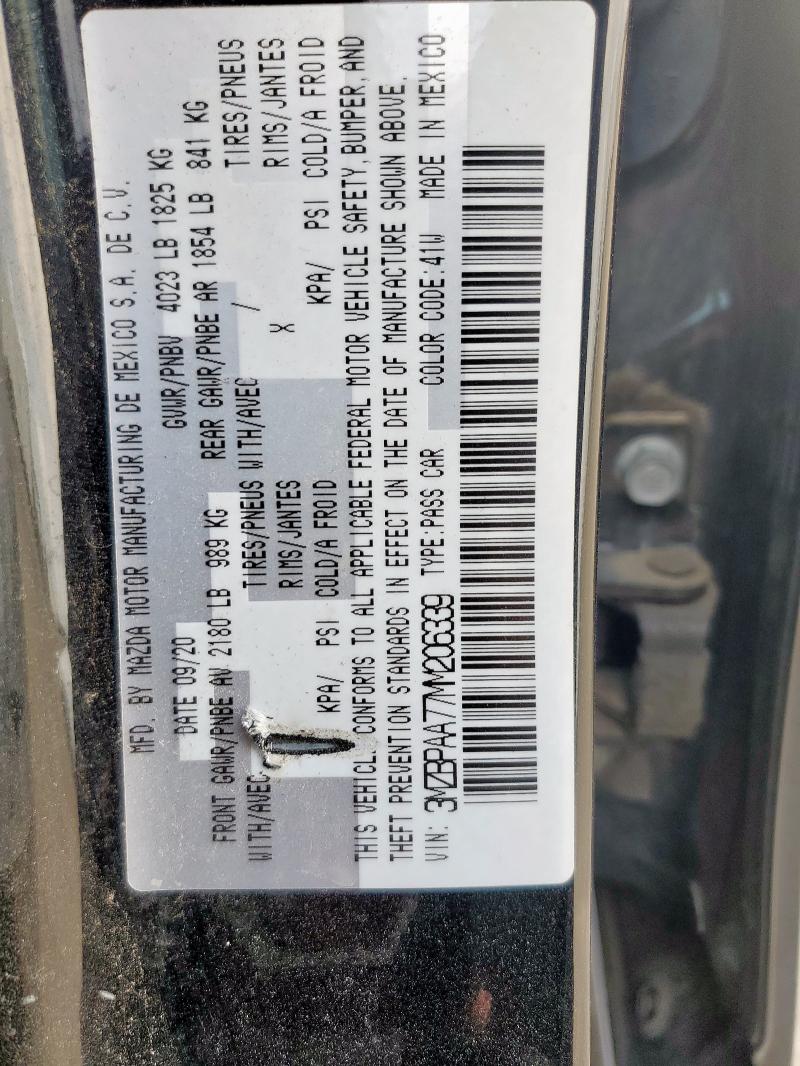 MFD. BY MAZDA MOTOR MANUFACTURING DE MEXICO S.A. DE C.V.
DATE 09/20 GVWR/PNBV 4023 LB 1825 KG
FRONT GAWR/PNBE AV 2180 LB 989 KG REAR GAWR/PNBE AR 1854 LB 841 KG
WITH/AVEC TIRES/PNEUS WITH/AVEC / TIRES/PNEUS
RIMS/JANTES X RIMS/JANTES
KPA/ PSI COLD/A FROID KPA/ PSI COLD/A FROID
THIS VEHICLE CONFORMS TO ALL APPLICABLE FEDERAL MOTOR VEHICLE SAFETY, BUMPER, AND
THEFT PREVENTION STANDARDS IN EFFECT ON THE DATE OF MANUFACTURE SHOWN ABOVE.
VIN: 3MZBPAA77MM206339 TYPE:PASS CAR COLOR CODE:41W MADE IN MEXICO